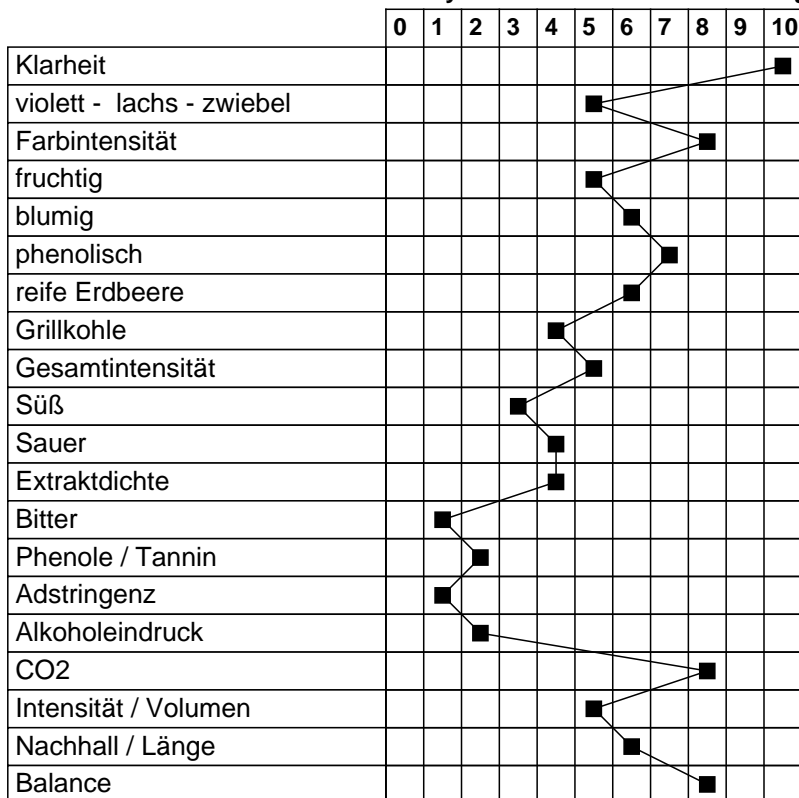 0 1 2 3 4 5 6 7 8 9 10
Klarheit
violett - lachs - zwiebel
Farbintensität
fruchtig
blumig
phenolisch
reife Erdbeere
Grillkohle
Gesamtintensität
Süß
Sauer
Extraktdichte
Bitter
Phenole / Tannin
Adstringenz
Alkoholeindruck
CO2
Intensität / Volumen
Nachhall / Länge
Balance